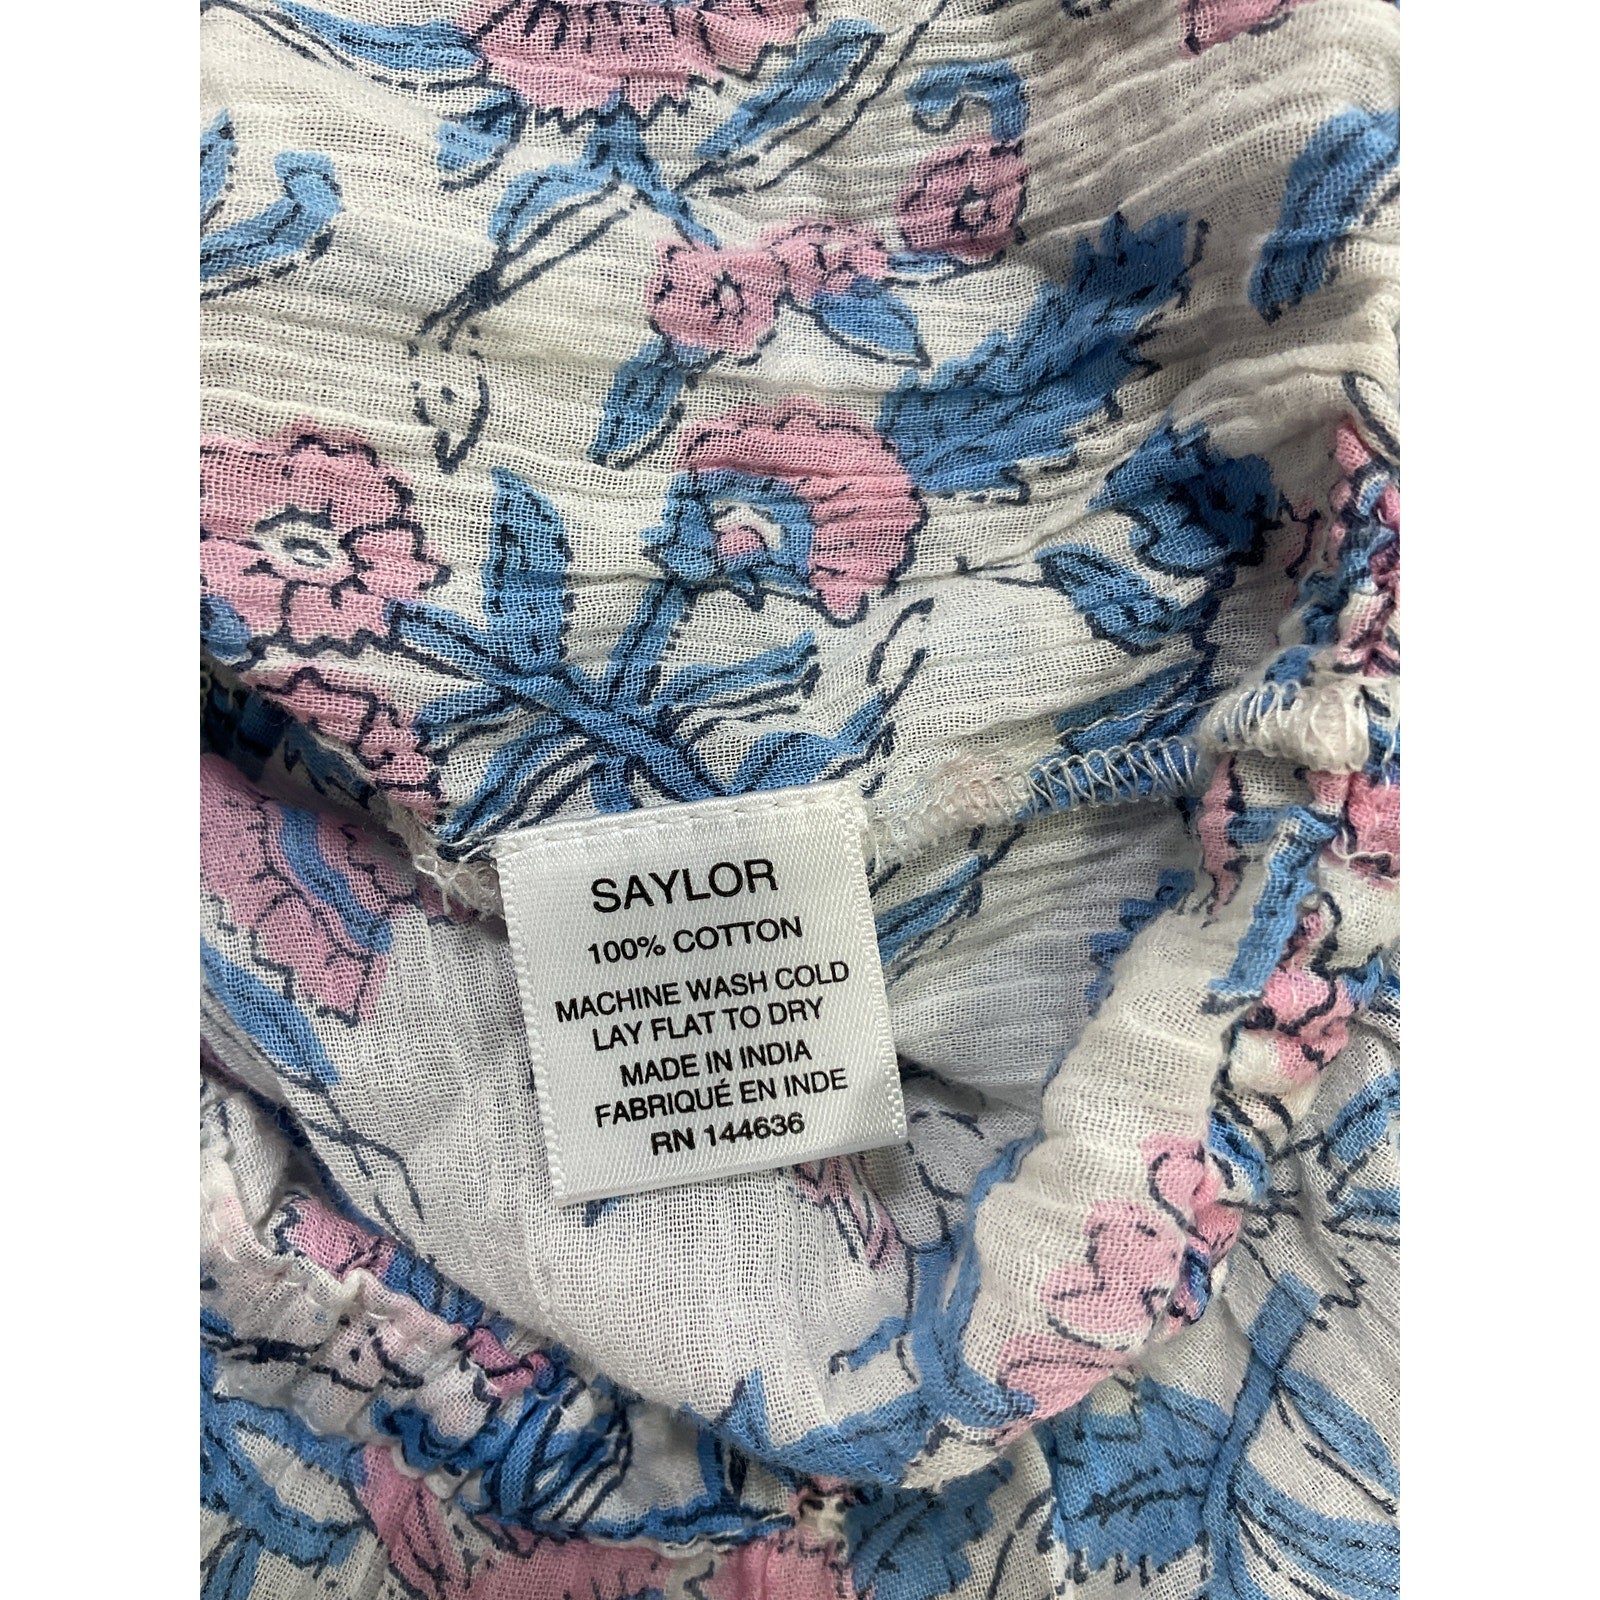 SAYLOR
100% COTTON
MACHINE WASH COLD
LAY FLAT TO DRY
MADE IN INDIA
FABRIQUÉ EN INDE
RN 144636